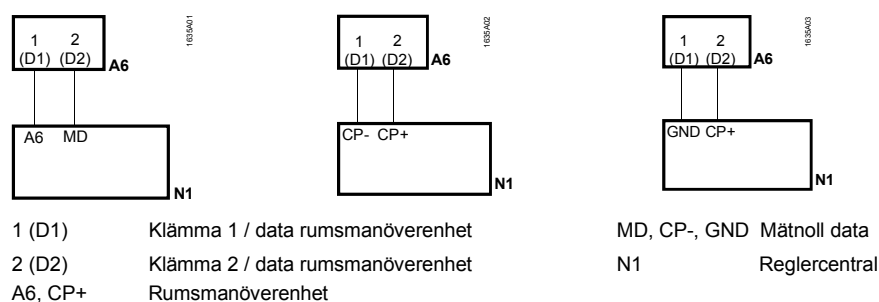 1 2
(D1) (D2)
A6
1635A01
A6 MD
N1
1 2
(D1) (D2)
A6
1635A02
CP- CP+
N1
1 2
(D1) (D2)
A6
1635A03
GND CP+
N1
1 (D1) Klämma 1 / data rumsmanöverenhet MD, CP-, GND Mätnoll data
2 (D2) Klämma 2 / data rumsmanöverenhet N1 Reglercentral
A6, CP+ Rumsmanöverenhet